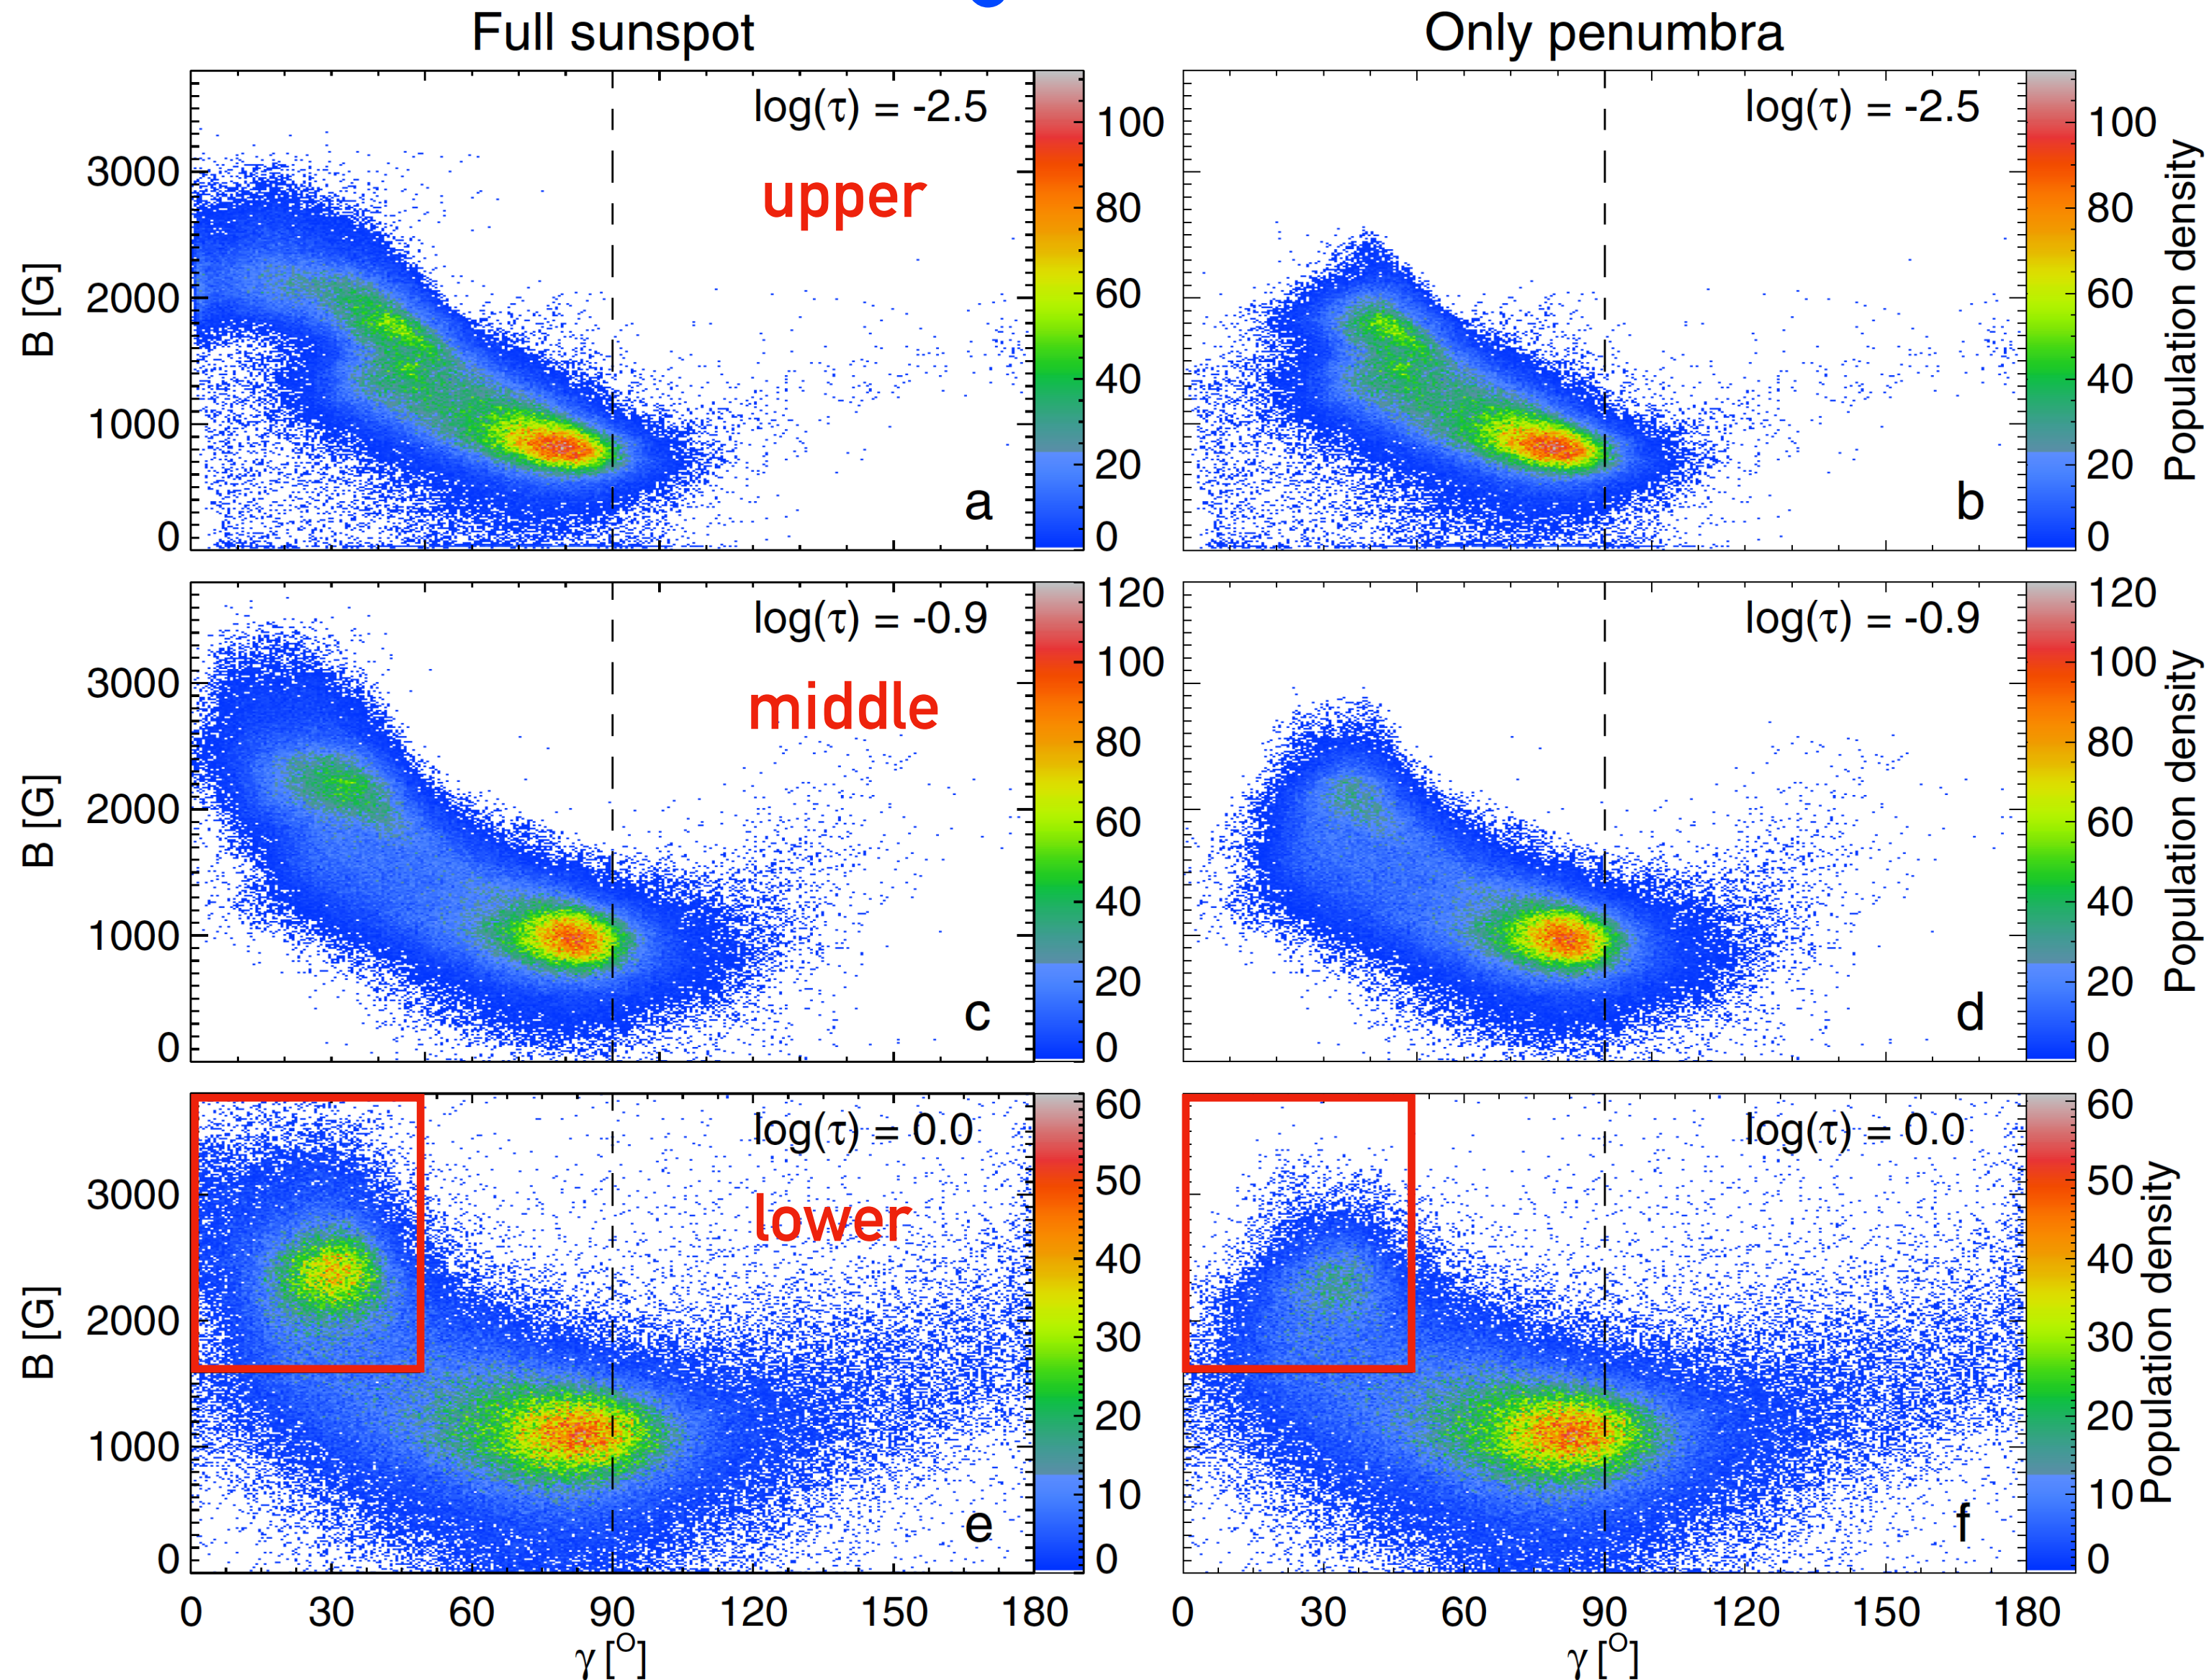 Full sunspot
Only penumbra
log(τ) = -2.5
upper
a
B [G]
3000
2000
1000
0
100
80
60
40
20
0
log(τ) = -2.5
b
100
80
60
40
20
0
Population density
log(τ) = -0.9
middle
c
B [G]
3000
2000
1000
0
120
100
80
60
40
20
0
log(τ) = -0.9
d
120
100
80
60
40
20
0
Population density
log(τ) = 0.0
lower
e
B [G]
3000
2000
1000
0
60
50
40
30
20
10
0
log(τ) = 0.0
f
60
50
40
30
20
10
0
Population density
0 30 60 90 120 150 180
γ [O]
0 30 60 90 120 150 180
γ [O]